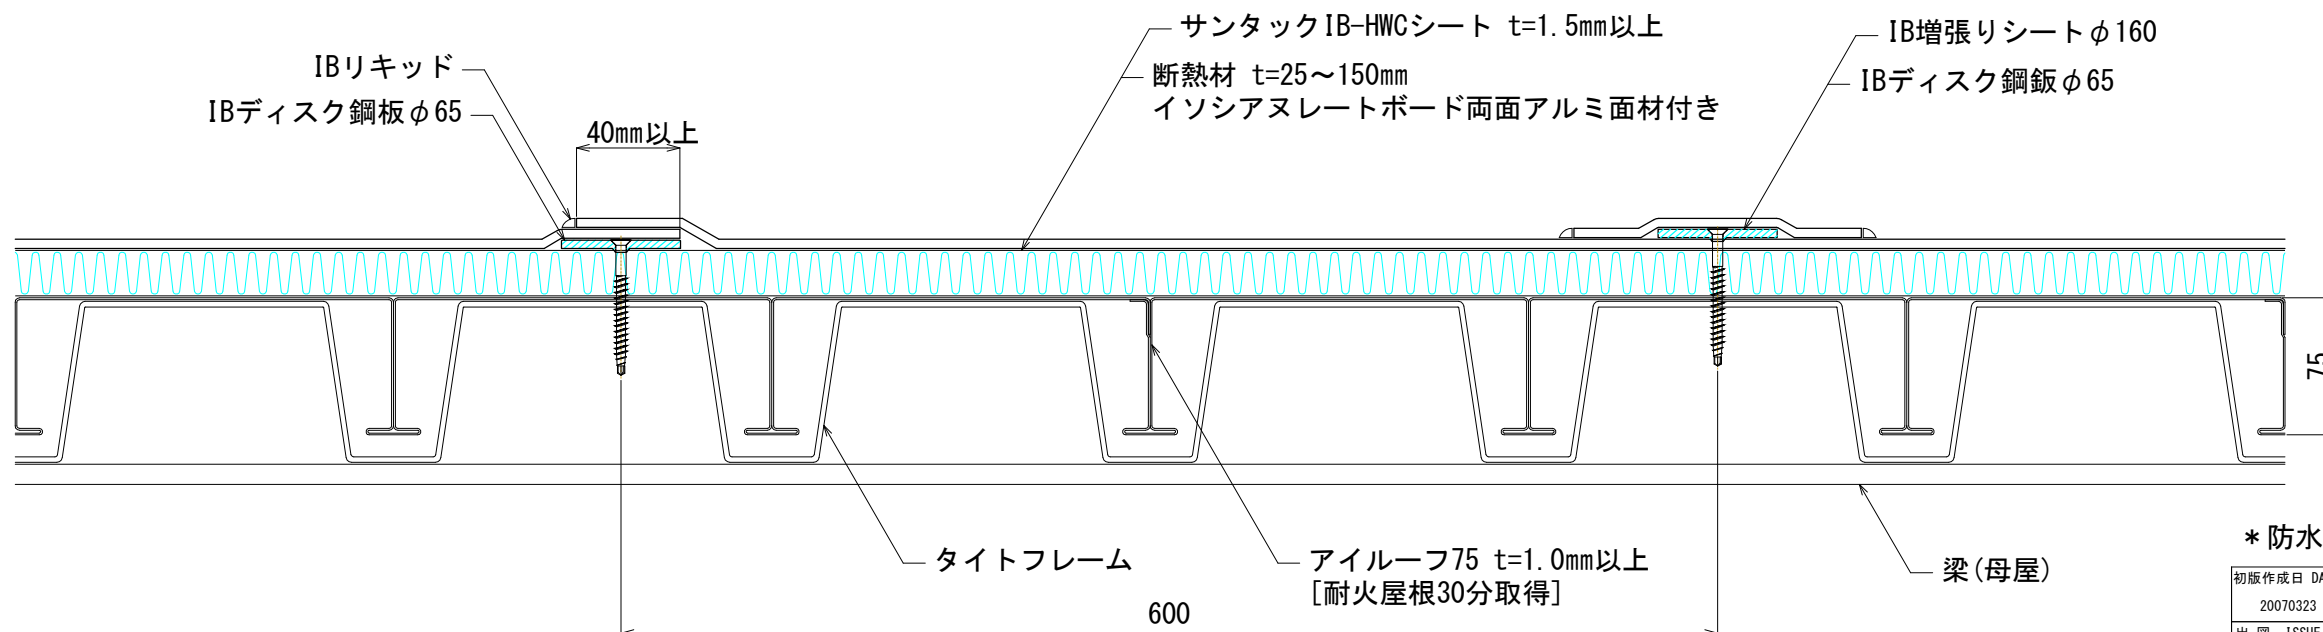 サンタックIB-HWCシート t=1.5mm以上
断熱材 t=25～150mm
イソシアヌレートボード両面アルミ面材付き
IB増張りシートφ160
IBディスク鋼鈑φ65
IBリキッド
IBディスク鋼板φ65
40mm以上
75
タイトフレーム
アイルーフ75 t=1.0mm以上
[耐火屋根30分取得]
梁(母屋)
600
＊防水
初版作成日 DA
20070323
出 図 ISSUE